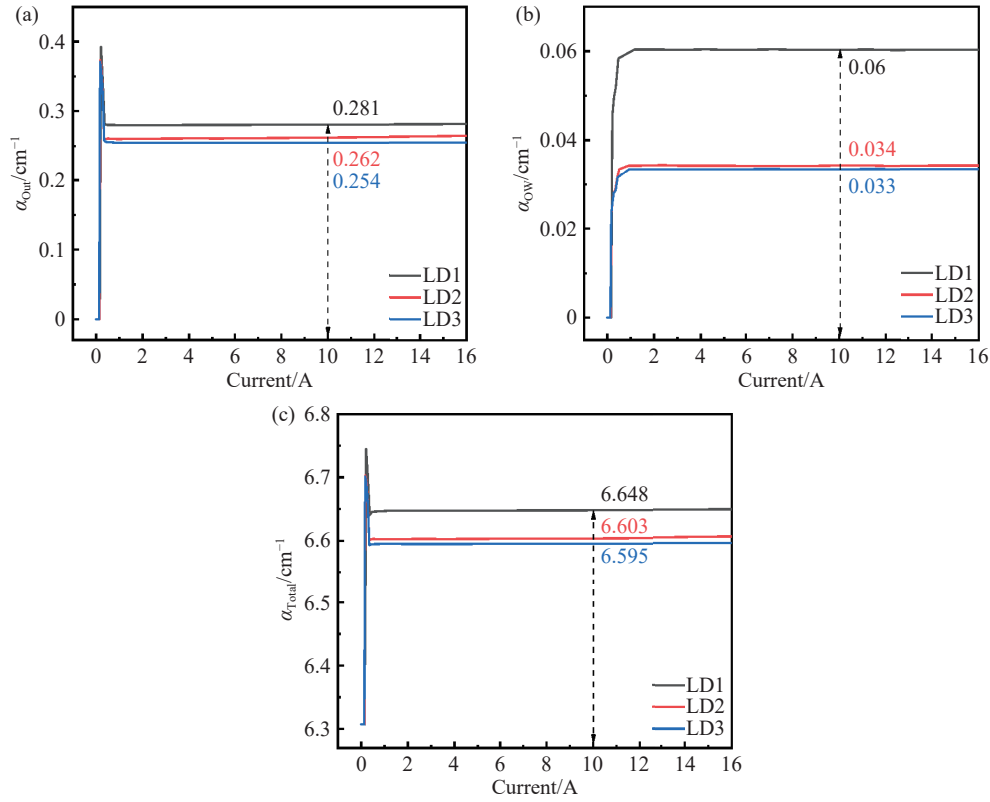 (a)
0.4
0.3
0.2
0.1
0
α_Out/cm⁻¹
0.281
0.262
0.254
LD1
LD2
LD3
0 2 4 6 8 10 12 14 16
Current/A
(b)
0.06
0.04
0.02
0
α_OW/cm⁻¹
0.06
0.034
0.033
LD1
LD2
LD3
0 2 4 6 8 10 12 14 16
Current/A
(c)
6.8
6.7
6.6
6.5
6.4
6.3
α_Total/cm⁻¹
6.648
6.603
6.595
LD1
LD2
LD3
0 2 4 6 8 10 12 14 16
Current/A